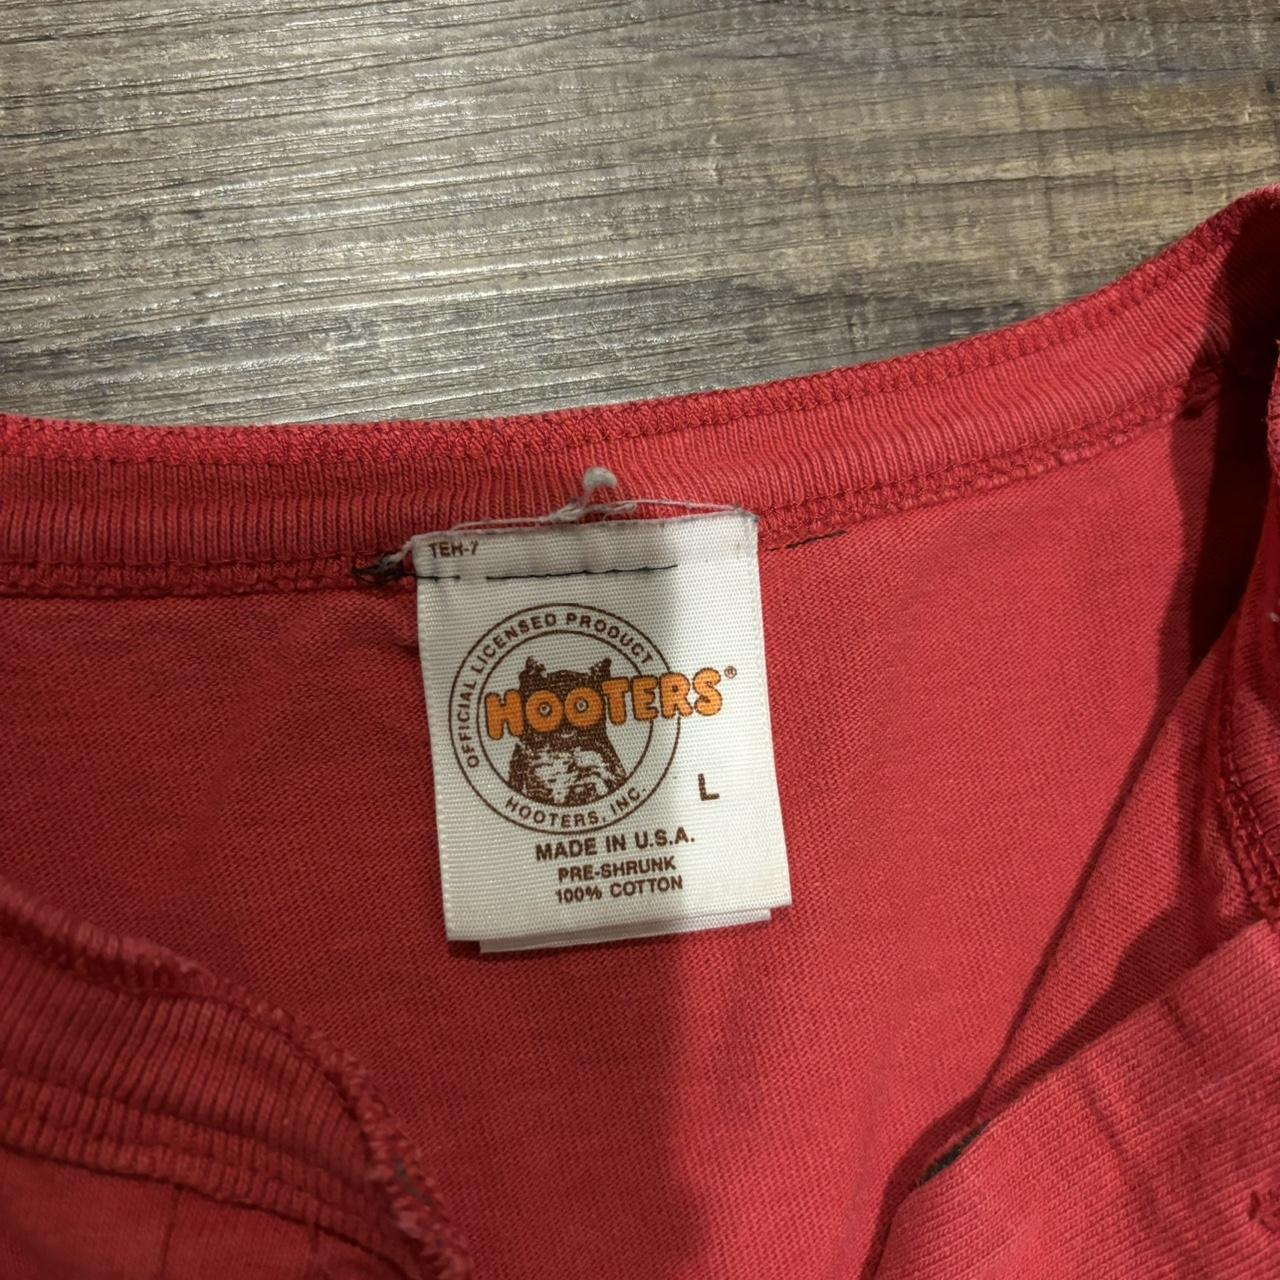 TEH-7
OFFICIAL LICENSED PRODUCT
HOOTERS®
HOOTERS, INC.
L
MADE IN U.S.A.
PRE-SHRUNK
100% COTTON